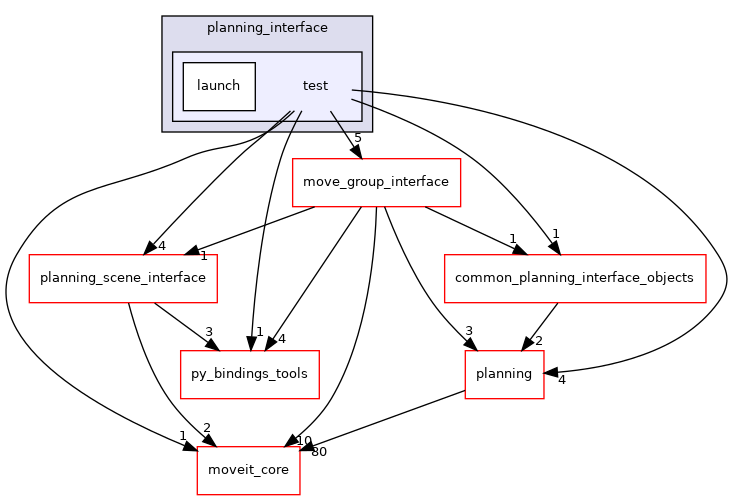 planning_interface
launch
test
5
move_group_interface
4
1
1
1
planning_scene_interface
common_planning_interface_objects
3
1
4
3
2
py_bindings_tools
planning
4
1
2
10
80
moveit_core